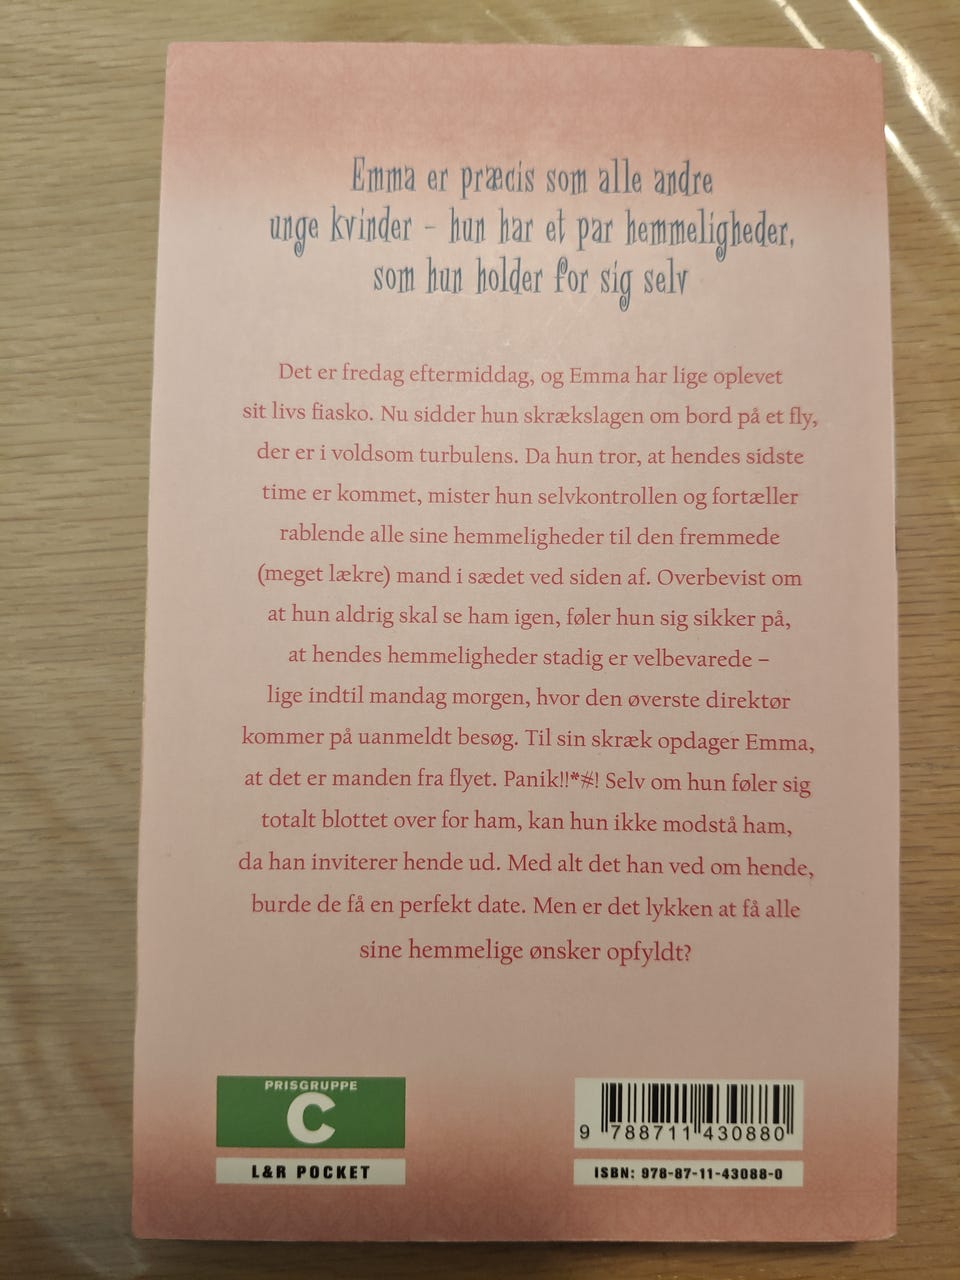 Emma er præcis som alle andre
unge kvinder – hun har et par hemmeligheder,
som hun holder for sig selv
Det er fredag eftermiddag, og Emma har lige oplevet
sit livs fiasko. Nu sidder hun skrækslagen om bord på et fly,
der er i voldsom turbulens. Da hun tror, at hendes sidste
time er kommet, mister hun selvkontrollen og fortæller
rablende alle sine hemmeligheder til den fremmede
(meget lækre) mand i sædet ved siden af. Overbevist om
at hun aldrig skal se ham igen, føler hun sig sikker på,
at hendes hemmeligheder stadig er velbevarede –
lige indtil mandag morgen, hvor den øverste direktør
kommer på uanmeldt besøg. Til sin skræk opdager Emma,
at det er manden fra flyet. Panik!!*#! Selv om hun føler sig
totalt blottet over for ham, kan hun ikke modstå ham,
da han inviterer hende ud. Med alt det han ved om hende,
burde de få en perfekt date. Men er det lykken at få alle
sine hemmelige ønsker opfyldt?
PRISGRUPPE
C
L&R POCKET
9 788711 430880
ISBN: 978-87-11-43088-0